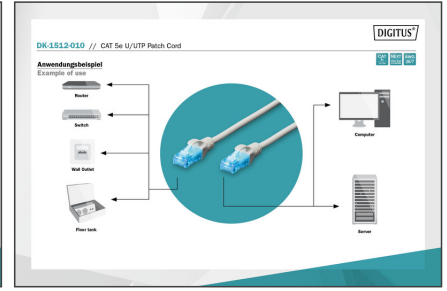 DIGITUS®
DK-1512-010 // CAT 5e U/UTP Patch Cord
Anwendungsbeispiel
Example of use
Router
Switch
Wall Outlet
Floor tank
Computer
Server